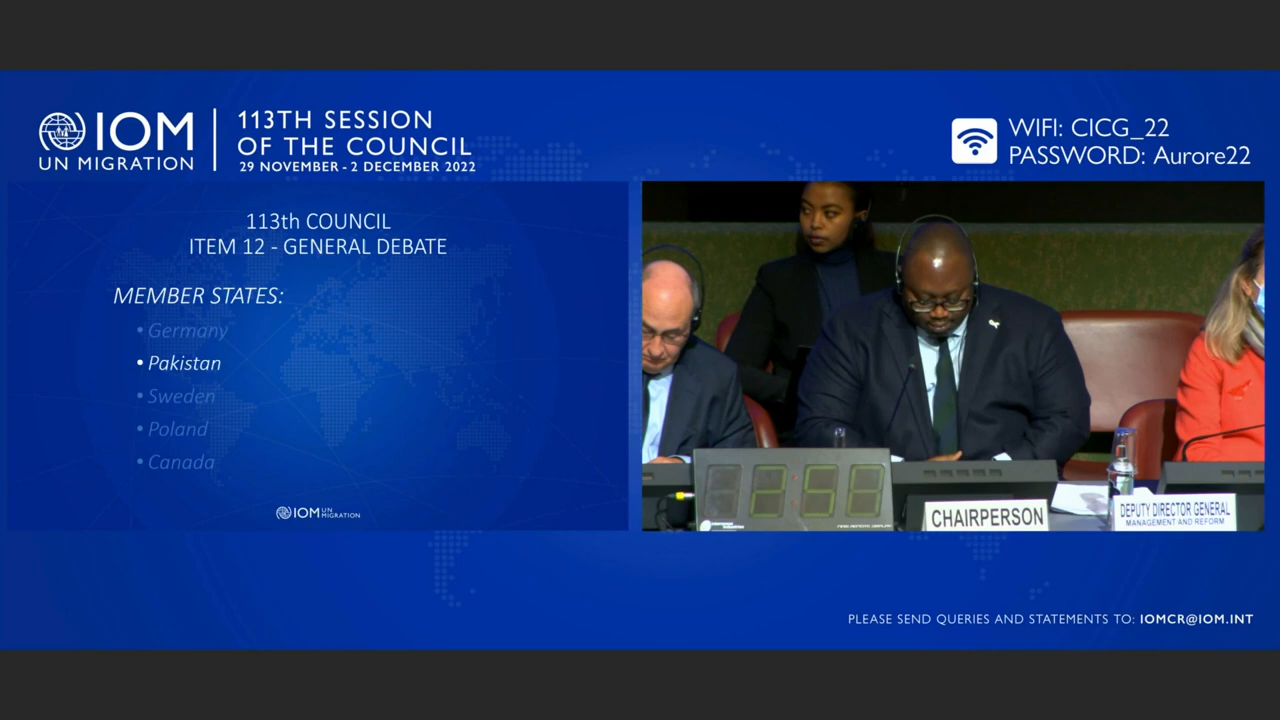 IOM
UN MIGRATION
113TH SESSION
OF THE COUNCIL
29 NOVEMBER - 2 DECEMBER 2022
WIFI: CICG_22
PASSWORD: Aurore22
113th COUNCIL
ITEM 12 - GENERAL DEBATE
MEMBER STATES:
• Germany
• Pakistan
• Sweden
• Poland
• Canada
IOM UN
MIGRATION
2:58
CHAIRPERSON
DEPUTY DIRECTOR GENERAL
MANAGEMENT AND REFORM
PLEASE SEND QUERIES AND STATEMENTS TO: IOMCR@IOM.INT